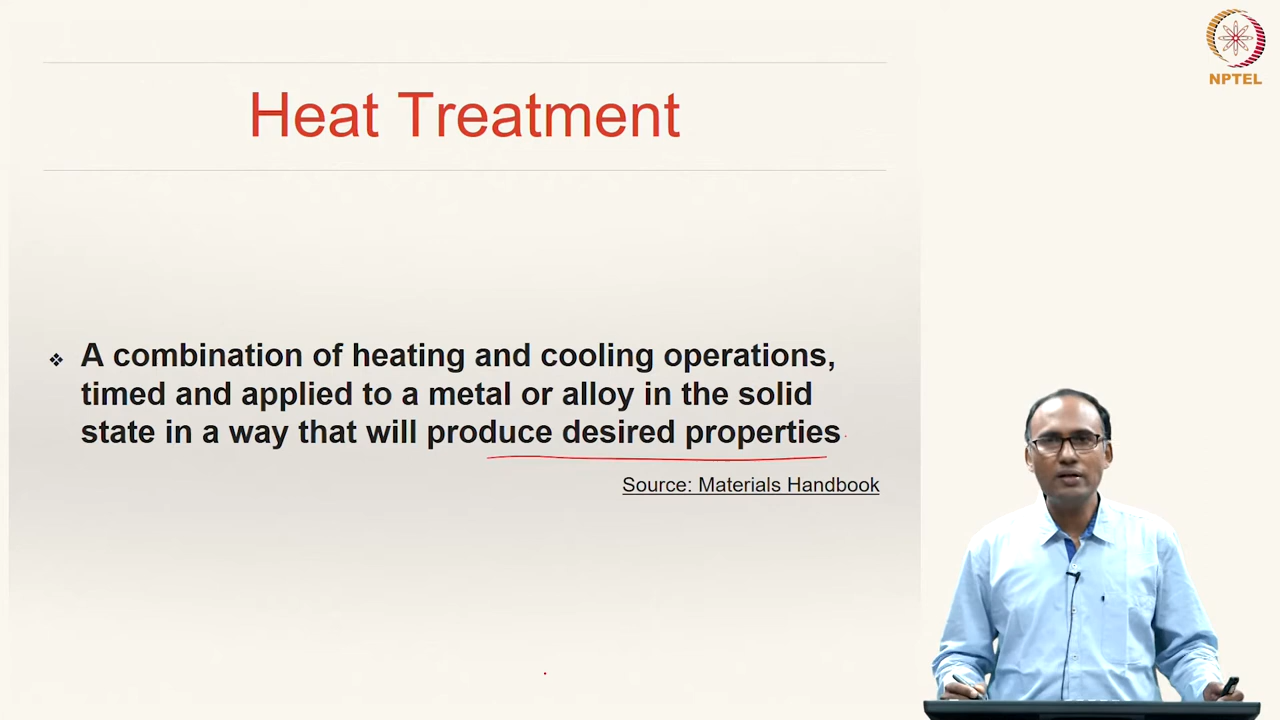 NPTEL
Heat Treatment
❖ A combination of heating and cooling operations,
timed and applied to a metal or alloy in the solid
state in a way that will produce desired properties
Source: Materials Handbook